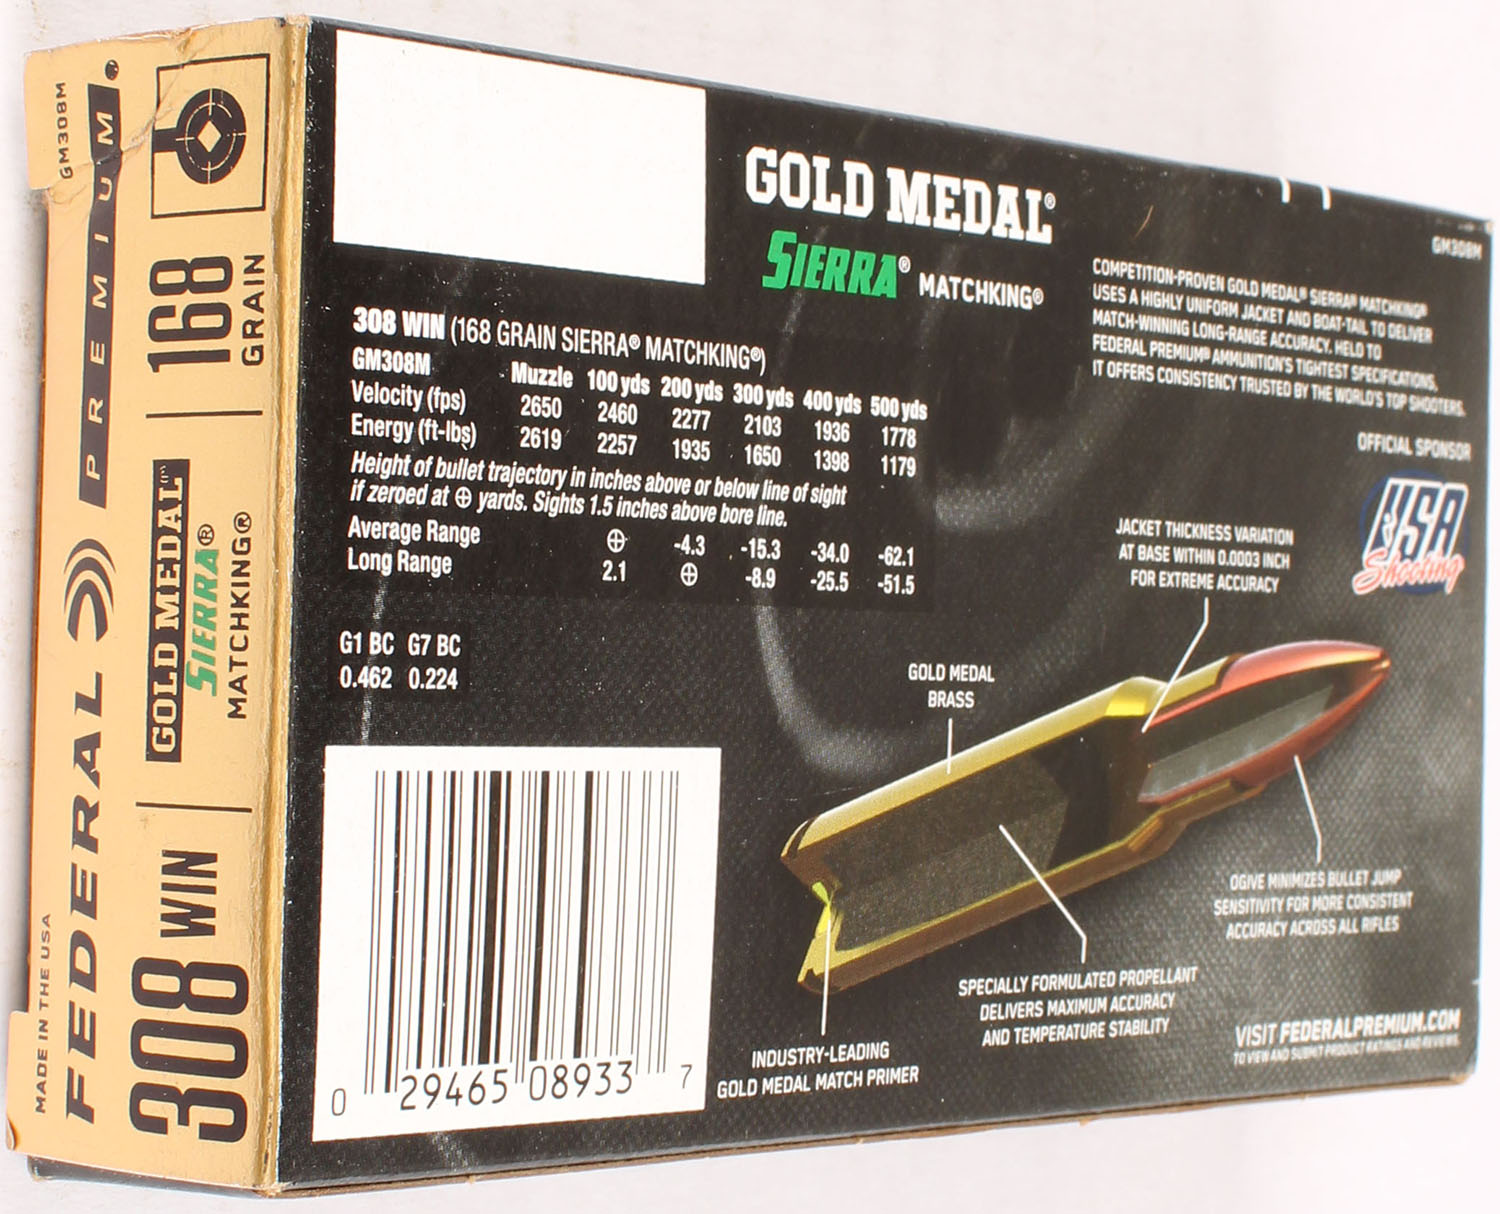 GM308M
MADE IN THE USA
FEDERAL PREMIUM
308 WIN
GOLD MEDAL
SIERRA®
MATCHKING®
168
GRAIN
GOLD MEDAL®
SIERRA® MATCHKING®
GM308M
COMPETITION-PROVEN GOLD MEDAL® SIERRA® MATCHKING®
USES A HIGHLY UNIFORM JACKET AND BOAT-TAIL TO DELIVER
MATCH-WINNING LONG-RANGE ACCURACY. HELD TO
FEDERAL PREMIUM® AMMUNITION'S TIGHTEST SPECIFICATIONS,
IT OFFERS CONSISTENCY TRUSTED BY THE WORLD'S TOP SHOOTERS.
OFFICIAL SPONSOR
USA
Shooting
308 WIN (168 GRAIN SIERRA® MATCHKING®)
GM308M Muzzle 100 yds 200 yds 300 yds 400 yds 500 yds
Velocity (fps) 2650 2460 2277 2103 1936 1778
Energy (ft-lbs) 2619 2257 1935 1650 1398 1179
Height of bullet trajectory in inches above or below line of sight
if zeroed at ⊕ yards. Sights 1.5 inches above bore line.
Average Range ⊕ -4.3 -15.3 -34.0 -62.1
Long Range 2.1 ⊕ -8.9 -25.5 -51.5
G1 BC G7 BC
0.462 0.224
JACKET THICKNESS VARIATION
AT BASE WITHIN 0.0003 INCH
FOR EXTREME ACCURACY
GOLD MEDAL
BRASS
OGIVE MINIMIZES BULLET JUMP
SENSITIVITY FOR MORE CONSISTENT
ACCURACY ACROSS ALL RIFLES
SPECIALLY FORMULATED PROPELLANT
DELIVERS MAXIMUM ACCURACY
AND TEMPERATURE STABILITY
INDUSTRY-LEADING
GOLD MEDAL MATCH PRIMER
VISIT FEDERALPREMIUM.COM
TO VIEW AND SUBMIT PRODUCT RATINGS AND REVIEWS
0 29465 08933 7